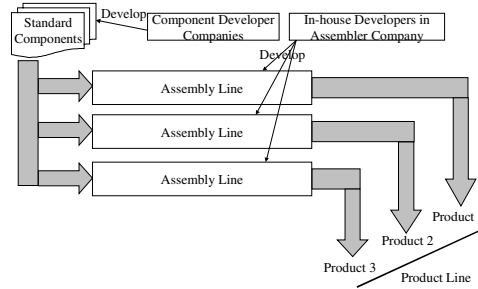 Standard
Components
Develop
Component Developer
Companies
In-house Developers in
Assembler Company
Develop
Assembly Line
Assembly Line
Assembly Line
Product
Product 2
Product 3
Product Line